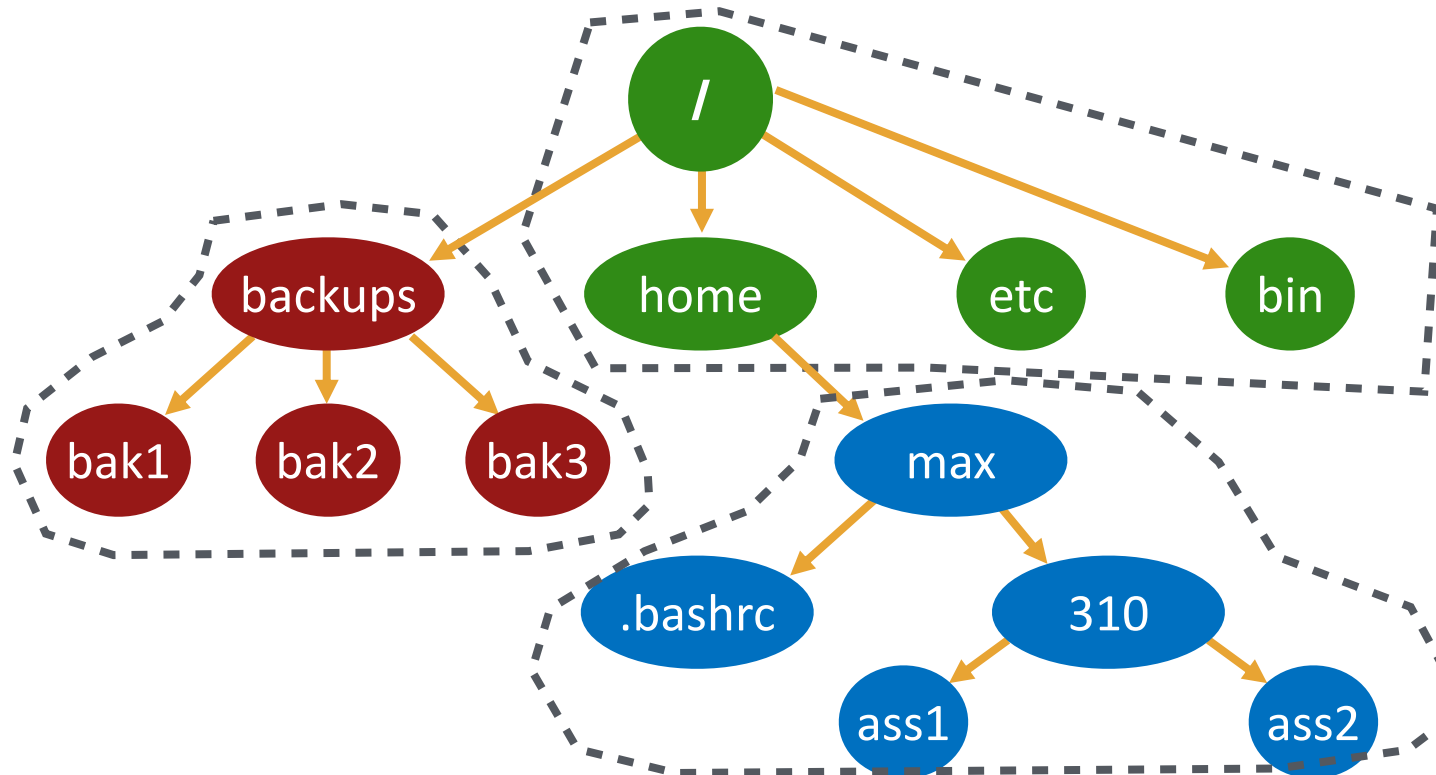 /
backups
home
etc
bin
bak1
bak2
bak3
max
.bashrc
310
ass1
ass2